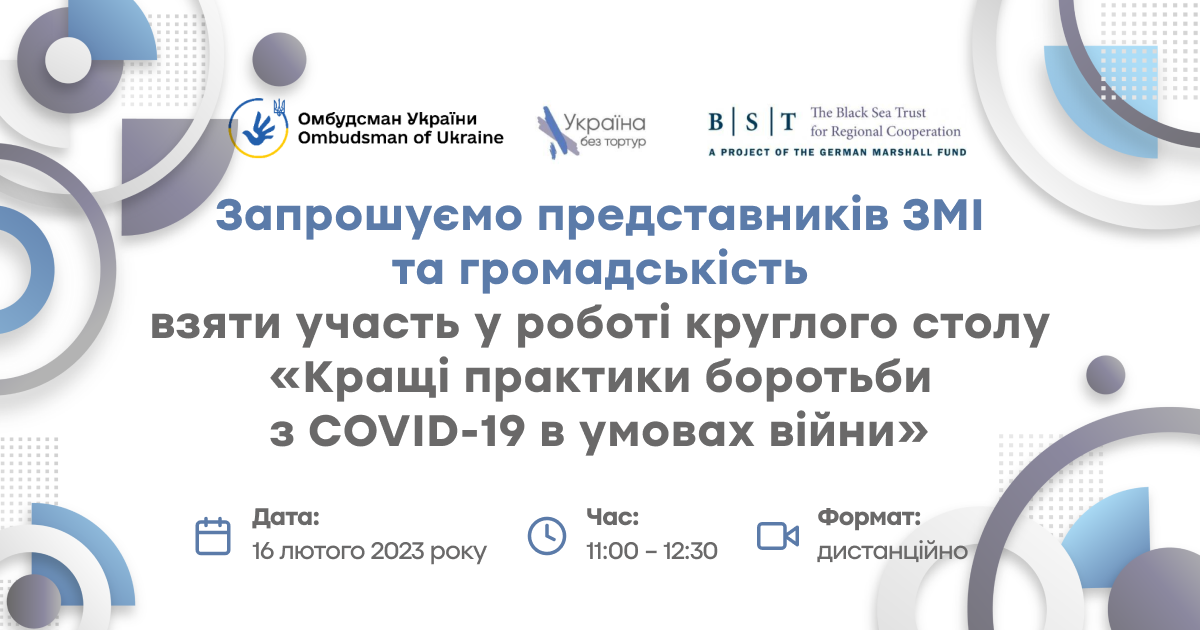 Омбудсман України
Ombudsman of Ukraine
Україна
без тортур
B|S|T
The Black Sea Trust
for Regional Cooperation
A PROJECT OF THE GERMAN MARSHALL FUND
Запрошуємо представників ЗМІ
та громадськість
взяти участь у роботі круглого столу
«Кращі практики боротьби
з COVID-19 в умовах війни»
Дата:
16 лютого 2023 року
Час:
11:00 – 12:30
Формат:
дистанційно